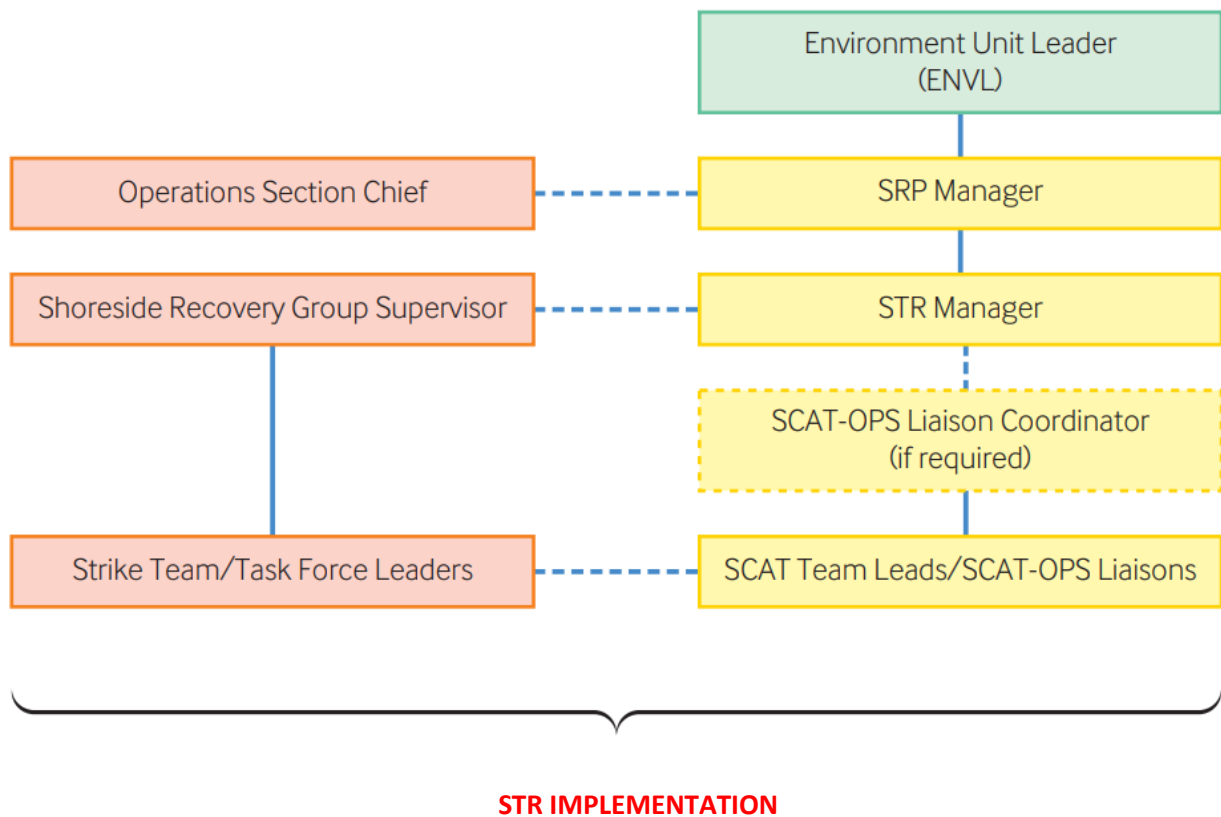 Environment Unit Leader
(ENVL)
Operations Section Chief
SRP Manager
Shoreside Recovery Group Supervisor
STR Manager
SCAT-OPS Liaison Coordinator
(if required)
Strike Team/Task Force Leaders
SCAT Team Leads/SCAT-OPS Liaisons
STR IMPLEMENTATION